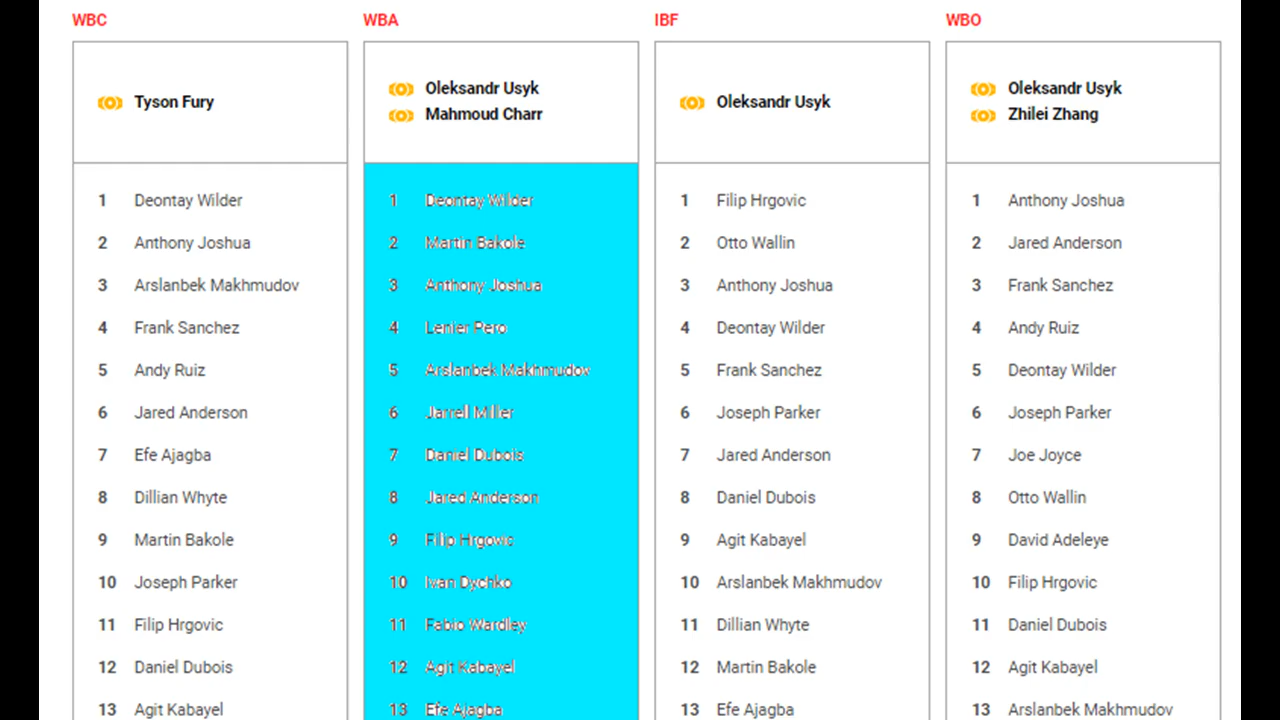 WBC
Tyson Fury
1 Deontay Wilder
2 Anthony Joshua
3 Arslanbek Makhmudov
4 Frank Sanchez
5 Andy Ruiz
6 Jared Anderson
7 Efe Ajagba
8 Dillian Whyte
9 Martin Bakole
10 Joseph Parker
11 Filip Hrgovic
12 Daniel Dubois
13 Agit Kabayel
WBA
Oleksandr Usyk
Mahmoud Charr
1 Deontay Wilder
2 Martin Bakole
3 Anthony Joshua
4 Lenier Pero
5 Arslanbek Makhmudov
6 Jarrell Miller
7 Daniel Dubois
8 Jared Anderson
9 Filip Hrgovic
10 Ivan Dychko
11 Fabio Wardley
12 Agit Kabayel
13 Efe Ajagba
IBF
Oleksandr Usyk
1 Filip Hrgovic
2 Otto Wallin
3 Anthony Joshua
4 Deontay Wilder
5 Frank Sanchez
6 Joseph Parker
7 Jared Anderson
8 Daniel Dubois
9 Agit Kabayel
10 Arslanbek Makhmudov
11 Dillian Whyte
12 Martin Bakole
13 Efe Ajagba
WBO
Oleksandr Usyk
Zhilei Zhang
1 Anthony Joshua
2 Jared Anderson
3 Frank Sanchez
4 Andy Ruiz
5 Deontay Wilder
6 Joseph Parker
7 Joe Joyce
8 Otto Wallin
9 David Adeleye
10 Filip Hrgovic
11 Daniel Dubois
12 Agit Kabayel
13 Arslanbek Makhmudov